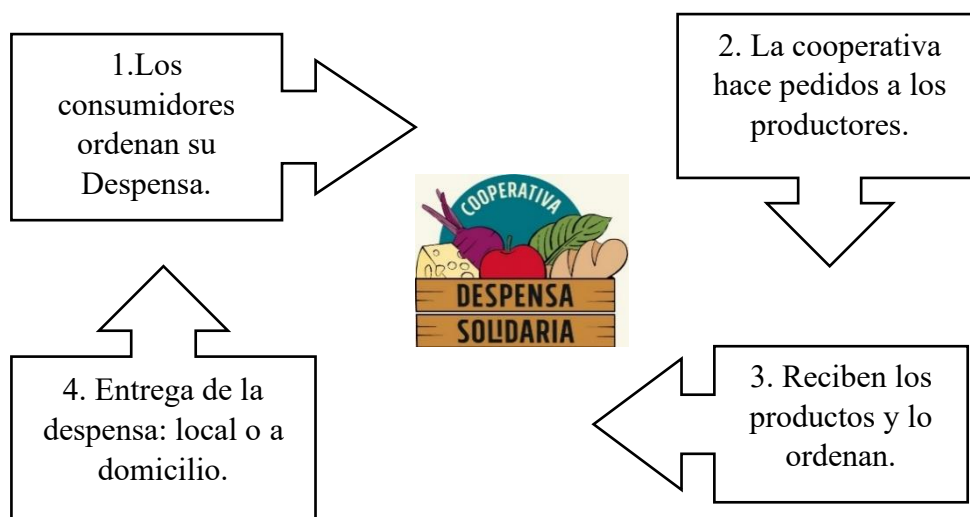 1.Los
consumidores
ordenan su
Despensa.
2. La cooperativa
hace pedidos a los
productores.
COOPERATIVA
DESPENSA
SOLIDARIA
3. Reciben los
productos y lo
ordenan.
4. Entrega de la
despensa: local o a
domicilio.